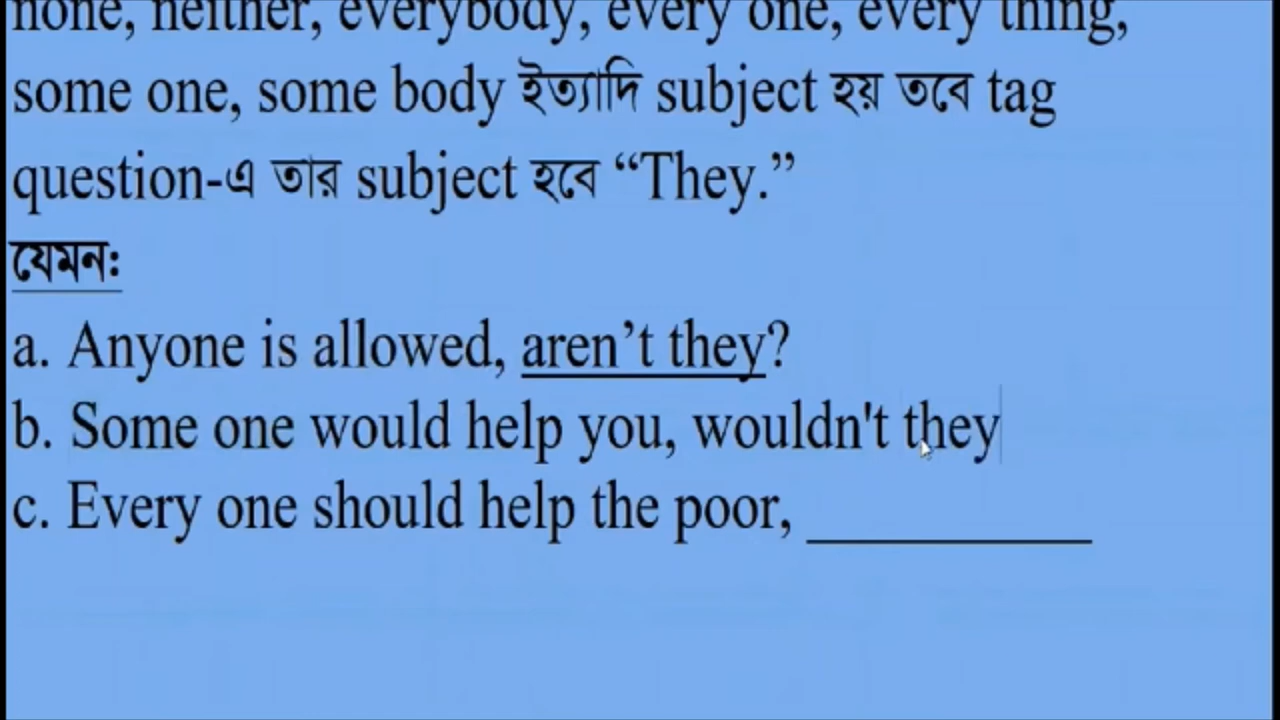 none, neither, everybody, every one, every thing,
some one, some body ইত্যাদি subject হয় তবে tag
question-এ তার subject হবে “They.”
যেমনঃ
a. Anyone is allowed, aren’t they?
b. Some one would help you, wouldn't they
c. Every one should help the poor, ___________